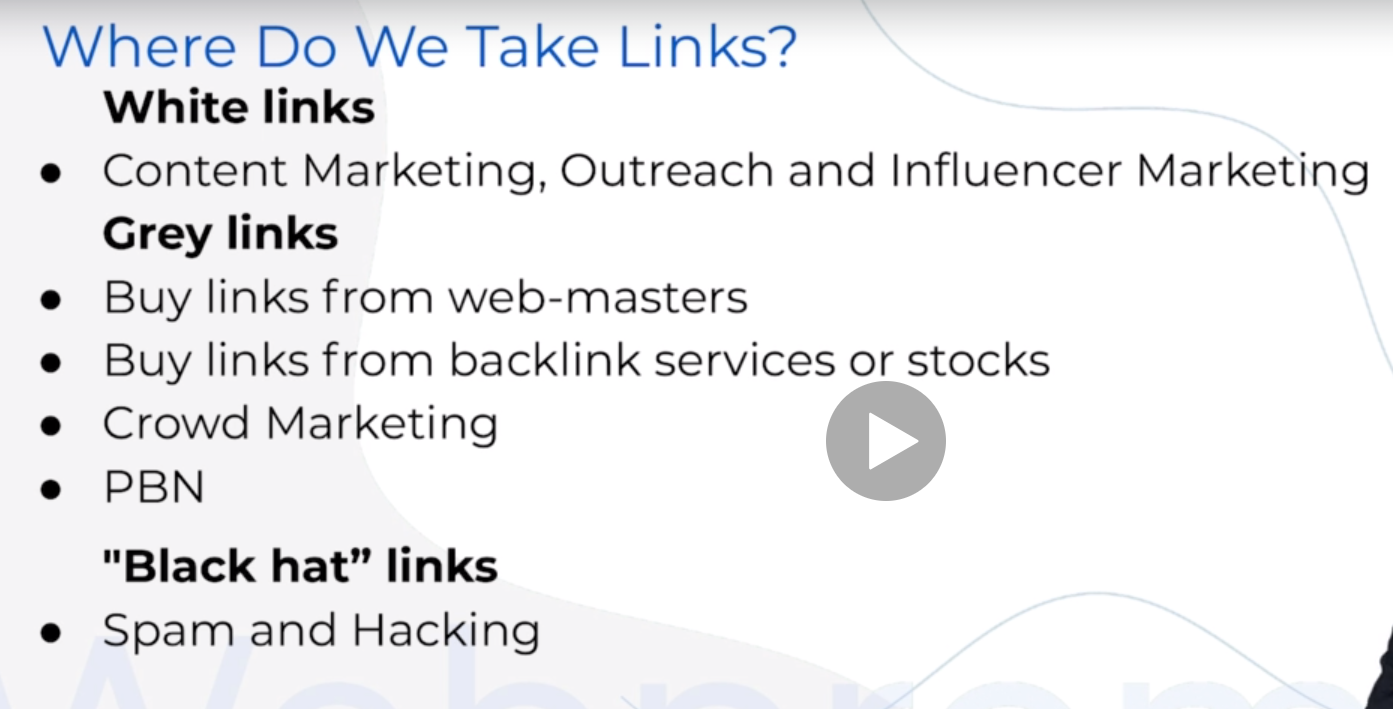 Where Do We Take Links?
White links
● Content Marketing, Outreach and Influencer Marketing
Grey links
● Buy links from web-masters
● Buy links from backlink services or stocks
● Crowd Marketing
● PBN
"Black hat” links
● Spam and Hacking
Webprom